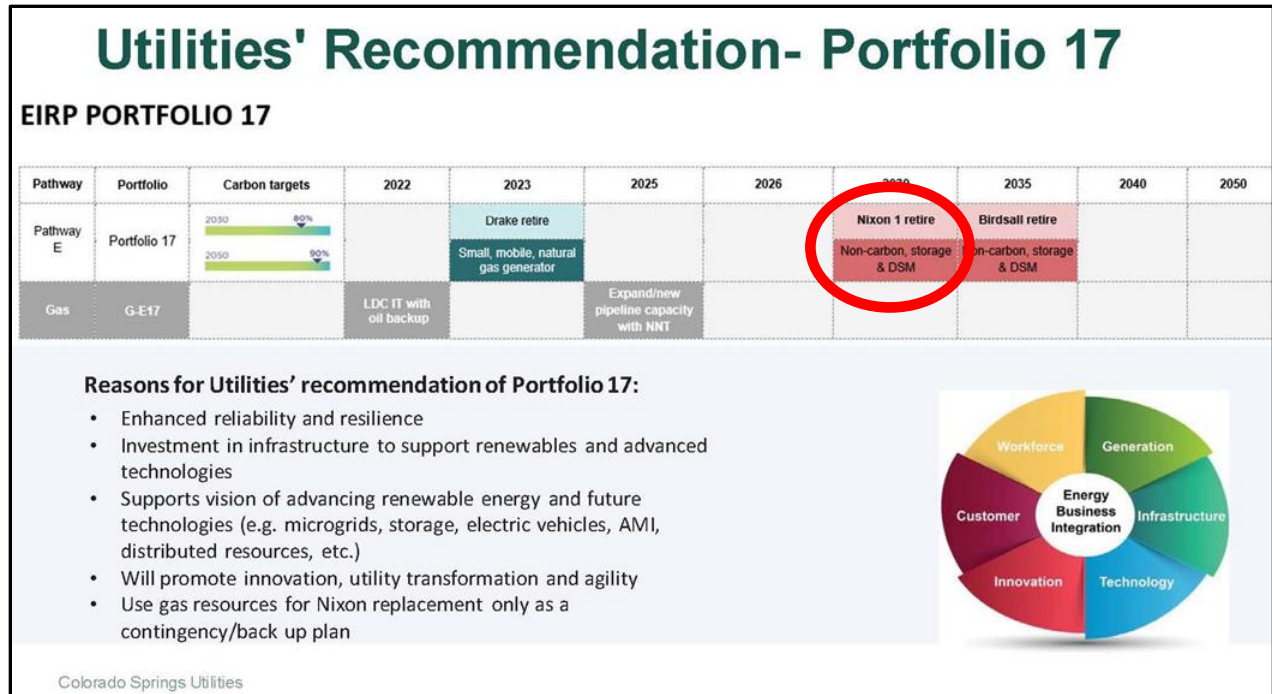 Utilities' Recommendation- Portfolio 17
EIRP PORTFOLIO 17
Pathway Portfolio Carbon targets 2022 2023 2025 2026 2035 2040 2050
Pathway E
Portfolio 17
2030 80%
2050 90%
Drake retire
Small, mobile, natural
gas generator
Nixon 1 retire
Non-carbon, storage
& DSM
Birdsall retire
Non-carbon, storage
& DSM
Gas
G-E17
LDC IT with
oil backup
Expand/new
pipeline capacity
with NNT
Reasons for Utilities’ recommendation of Portfolio 17:
• Enhanced reliability and resilience
• Investment in infrastructure to support renewables and advanced
technologies
• Supports vision of advancing renewable energy and future
technologies (e.g. microgrids, storage, electric vehicles, AMI,
distributed resources, etc.)
• Will promote innovation, utility transformation and agility
• Use gas resources for Nixon replacement only as a
contingency/back up plan
Workforce
Generation
Customer
Energy
Business
Integration
Infrastructure
Innovation
Technology
Colorado Springs Utilities